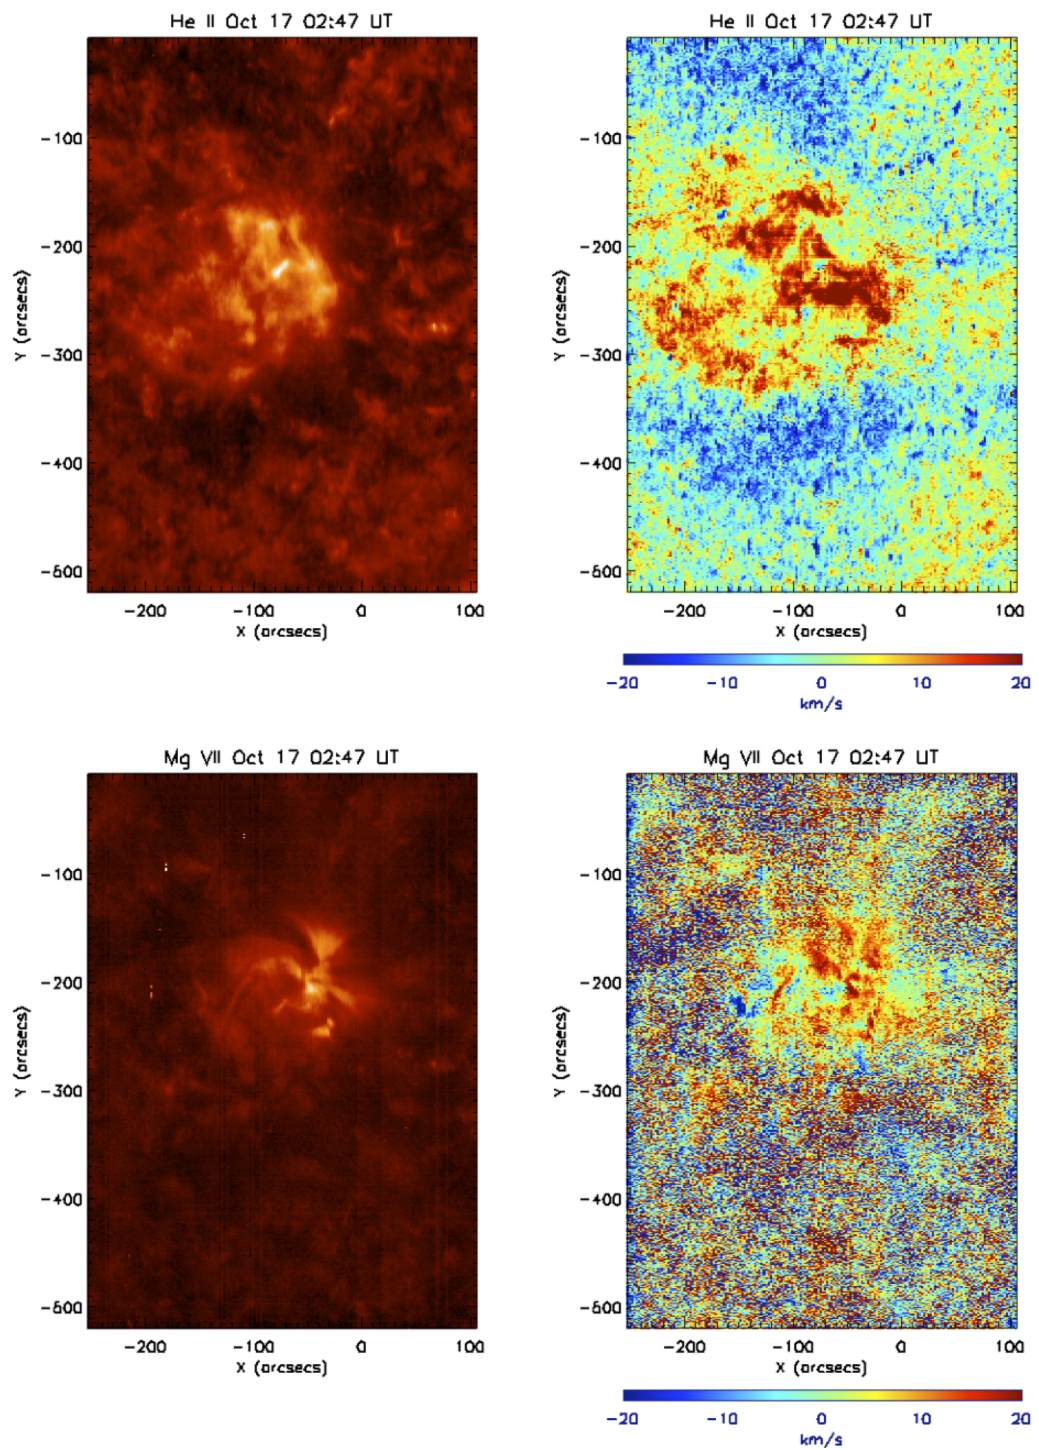 He II Oct 17 02:47 UT
He II Oct 17 02:47 UT
-100
-200
-300
-400
-500
Y (arcsecs)
-200 -100 0 100
X (arcsecs)
-100
-200
-300
-400
-500
Y (arcsecs)
-200 -100 0 100
X (arcsecs)
-20 -10 0 10 20
km/s
Mg VII Oct 17 02:47 UT
Mg VII Oct 17 02:47 UT
-100
-200
-300
-400
-500
Y (arcsecs)
-200 -100 0 100
X (arcsecs)
-100
-200
-300
-400
-500
Y (arcsecs)
-200 -100 0 100
X (arcsecs)
-20 -10 0 10 20
km/s